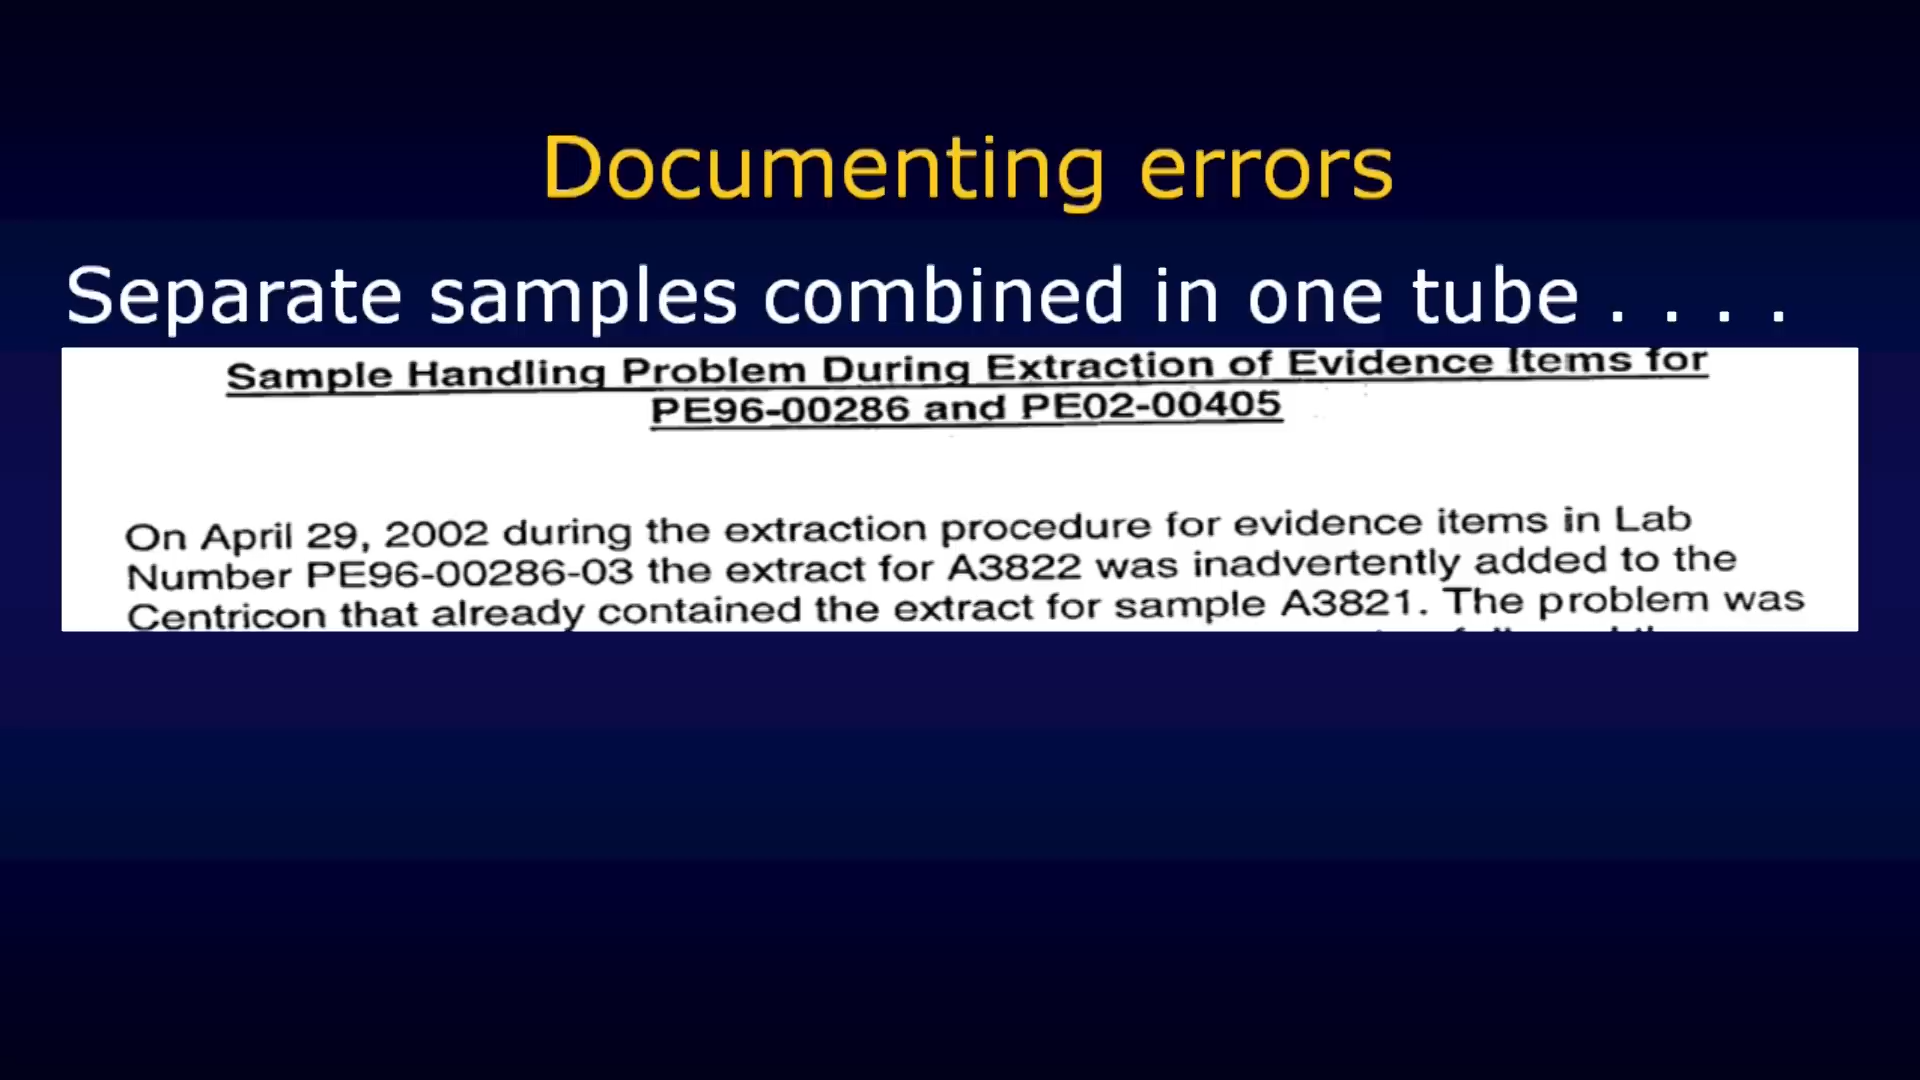 Documenting errors
Separate samples combined in one tube . . . .
Sample Handling Problem During Extraction of Evidence Items for
PE96-00286 and PE02-00405
On April 29, 2002 during the extraction procedure for evidence items in Lab
Number PE96-00286-03 the extract for A3822 was inadvertently added to the
Centricon that already contained the extract for sample A3821. The problem was